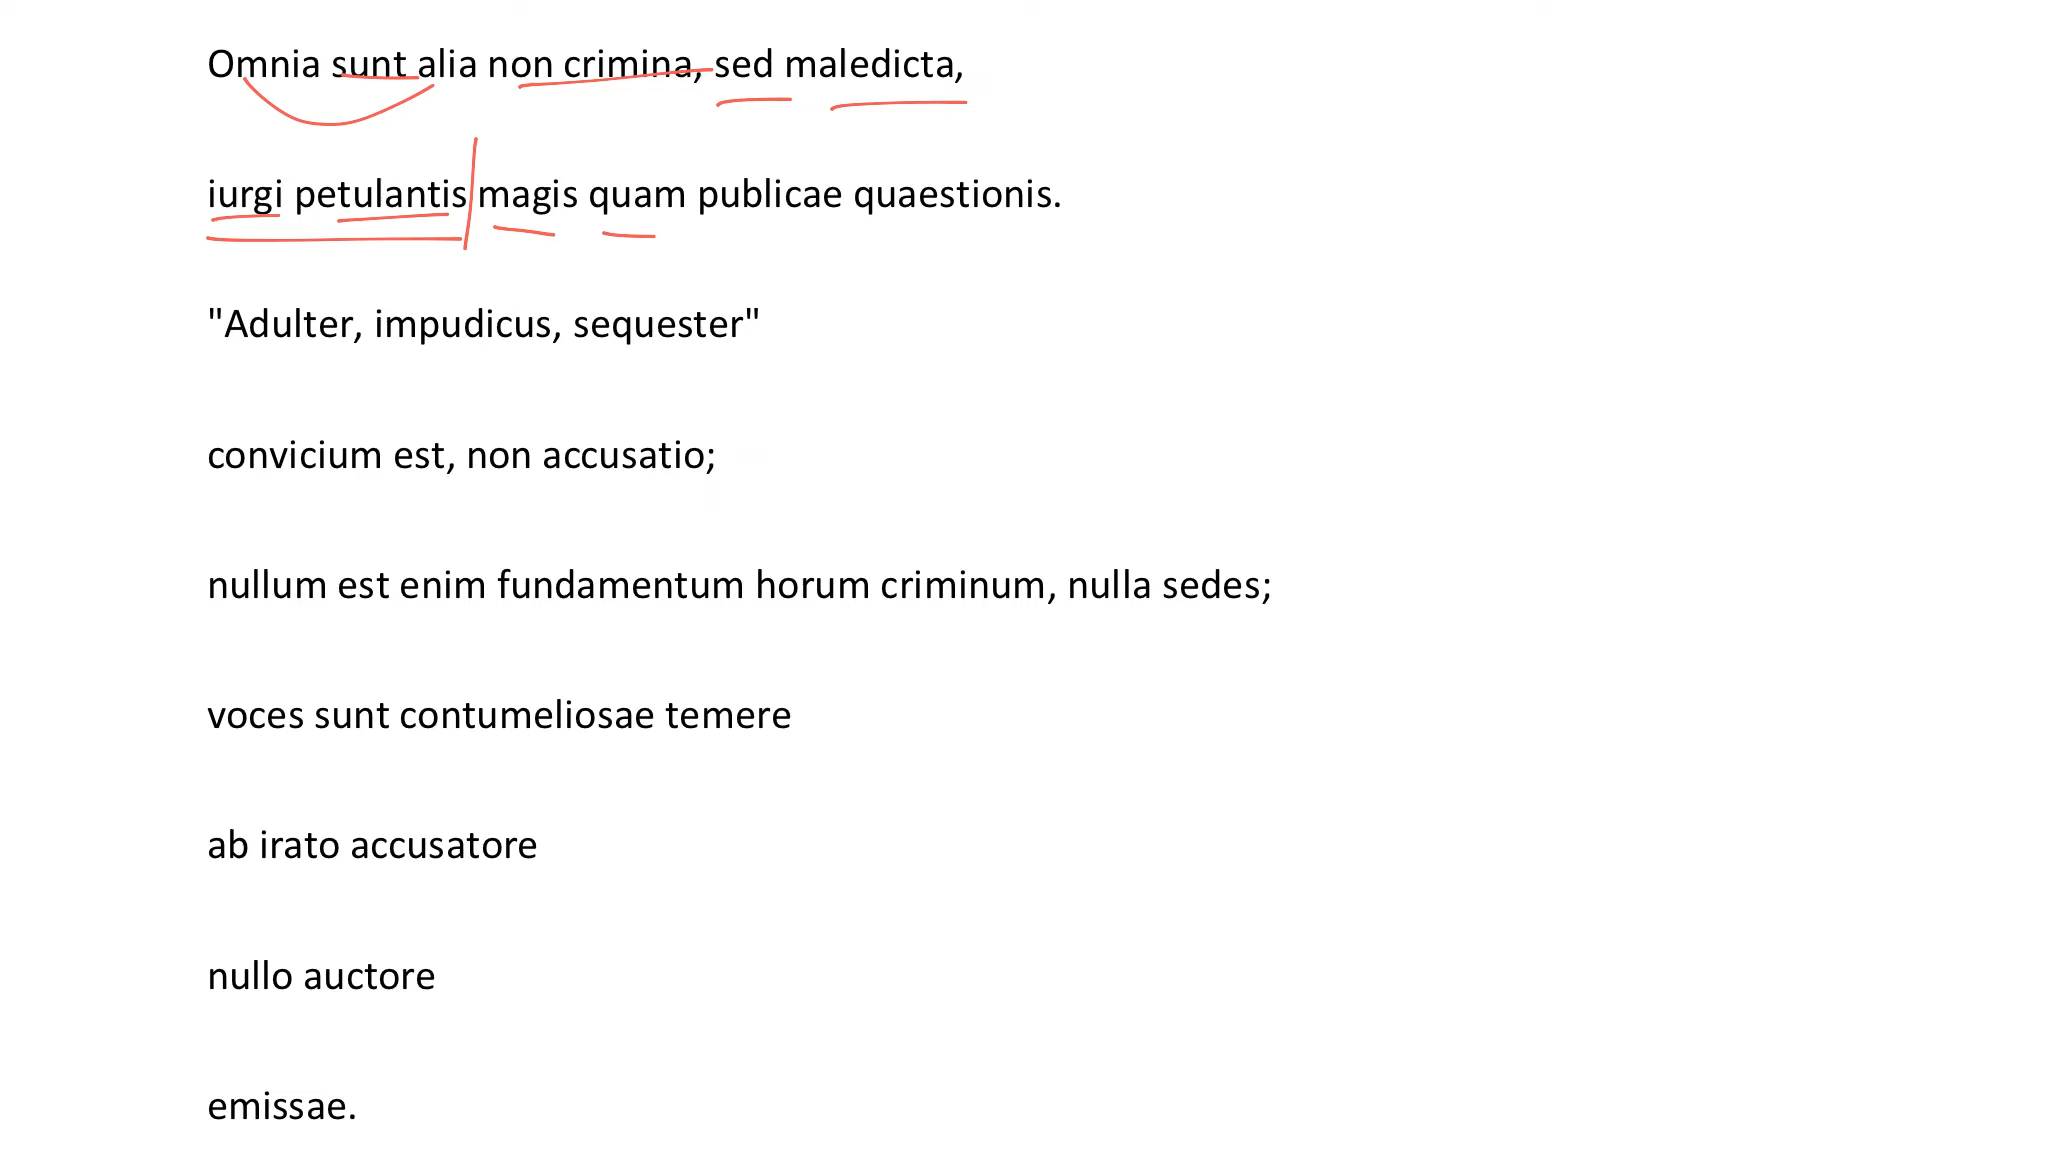 Omnia sunt alia non crimina, sed maledicta,
iurgi petulantis magis quam publicae quaestionis.
"Adulter, impudicus, sequester"
convicium est, non accusatio;
nullum est enim fundamentum horum criminum, nulla sedes;
voces sunt contumeliosae temere
ab irato accusatore
nullo auctore
emissae.